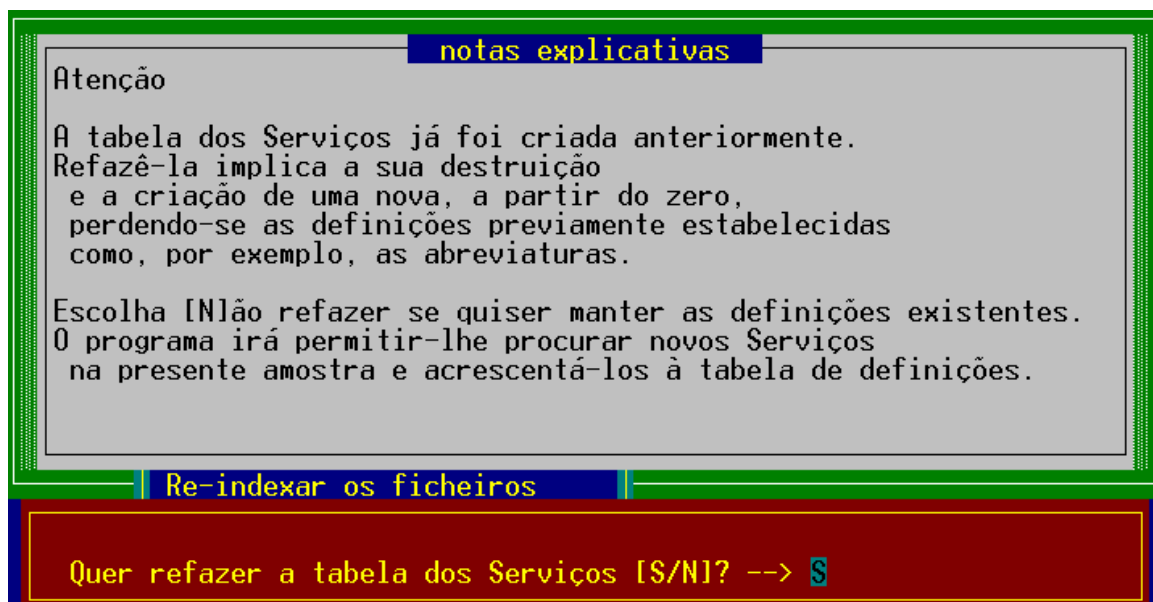 notas explicativas
Atenção
A tabela dos Serviços já foi criada anteriormente.
Refazê-la implica a sua destruição
e a criação de uma nova, a partir do zero,
perdendo-se as definições previamente estabelecidas
como, por exemplo, as abreviaturas.
Escolha [N]ão refazer se quiser manter as definições existentes.
O programa irá permitir-lhe procurar novos Serviços
na presente amostra e acrescentá-los à tabela de definições.
Re-indexar os ficheiros
Quer refazer a tabela dos Serviços [S/N]? --> S